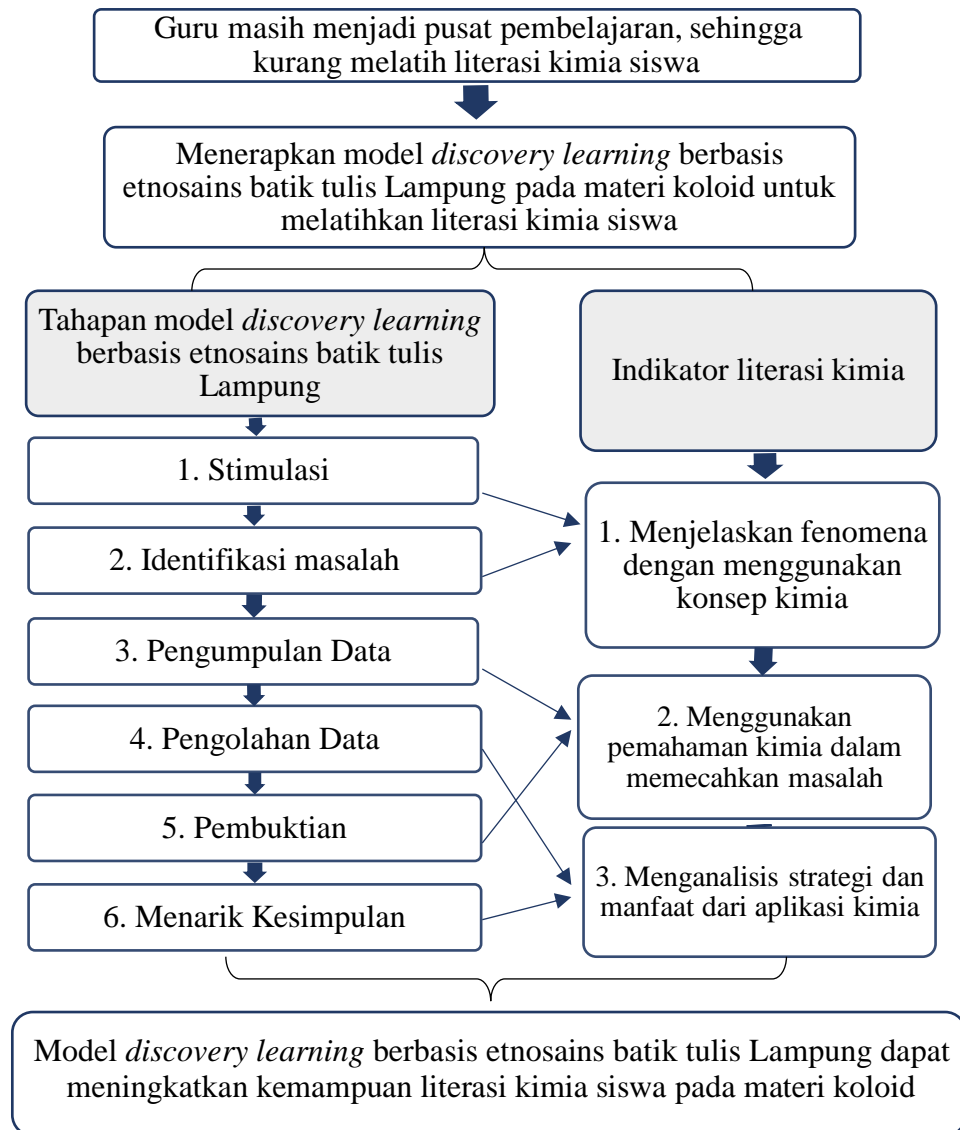 Guru masih menjadi pusat pembelajaran, sehingga
kurang melatih literasi kimia siswa
Menerapkan model discovery learning berbasis
etnosains batik tulis Lampung pada materi koloid untuk
melatihkan literasi kimia siswa
Tahapan model discovery learning
berbasis etnosains batik tulis
Lampung
1. Stimulasi
2. Identifikasi masalah
3. Pengumpulan Data
4. Pengolahan Data
5. Pembuktian
6. Menarik Kesimpulan
Indikator literasi kimia
1. Menjelaskan fenomena
dengan menggunakan
konsep kimia
2. Menggunakan
pemahaman kimia dalam
memecahkan masalah
3. Menganalisis strategi dan
manfaat dari aplikasi kimia
Model discovery learning berbasis etnosains batik tulis Lampung dapat
meningkatkan kemampuan literasi kimia siswa pada materi koloid